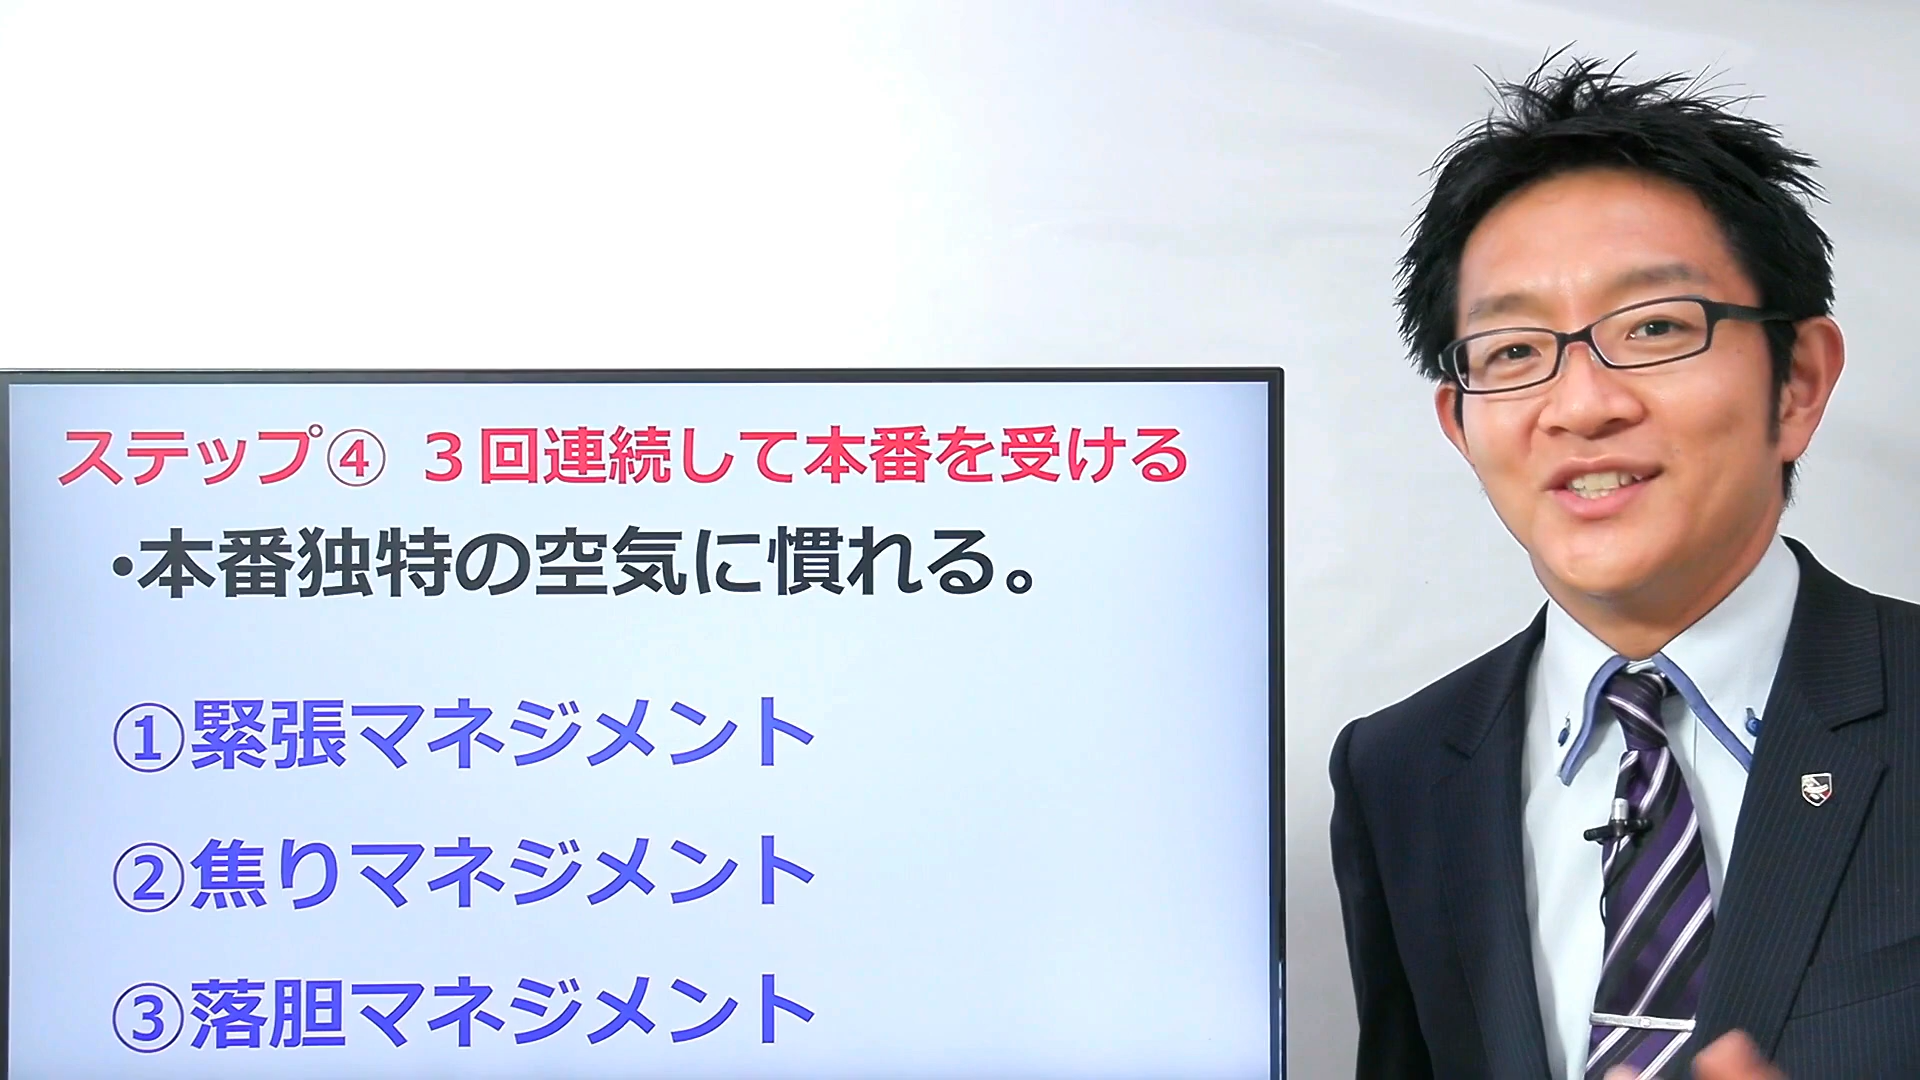 ステップ④ ３回連続して本番を受ける
・本番独特の空気に慣れる。
①緊張マネジメント
②焦りマネジメント
③落胆マネジメント